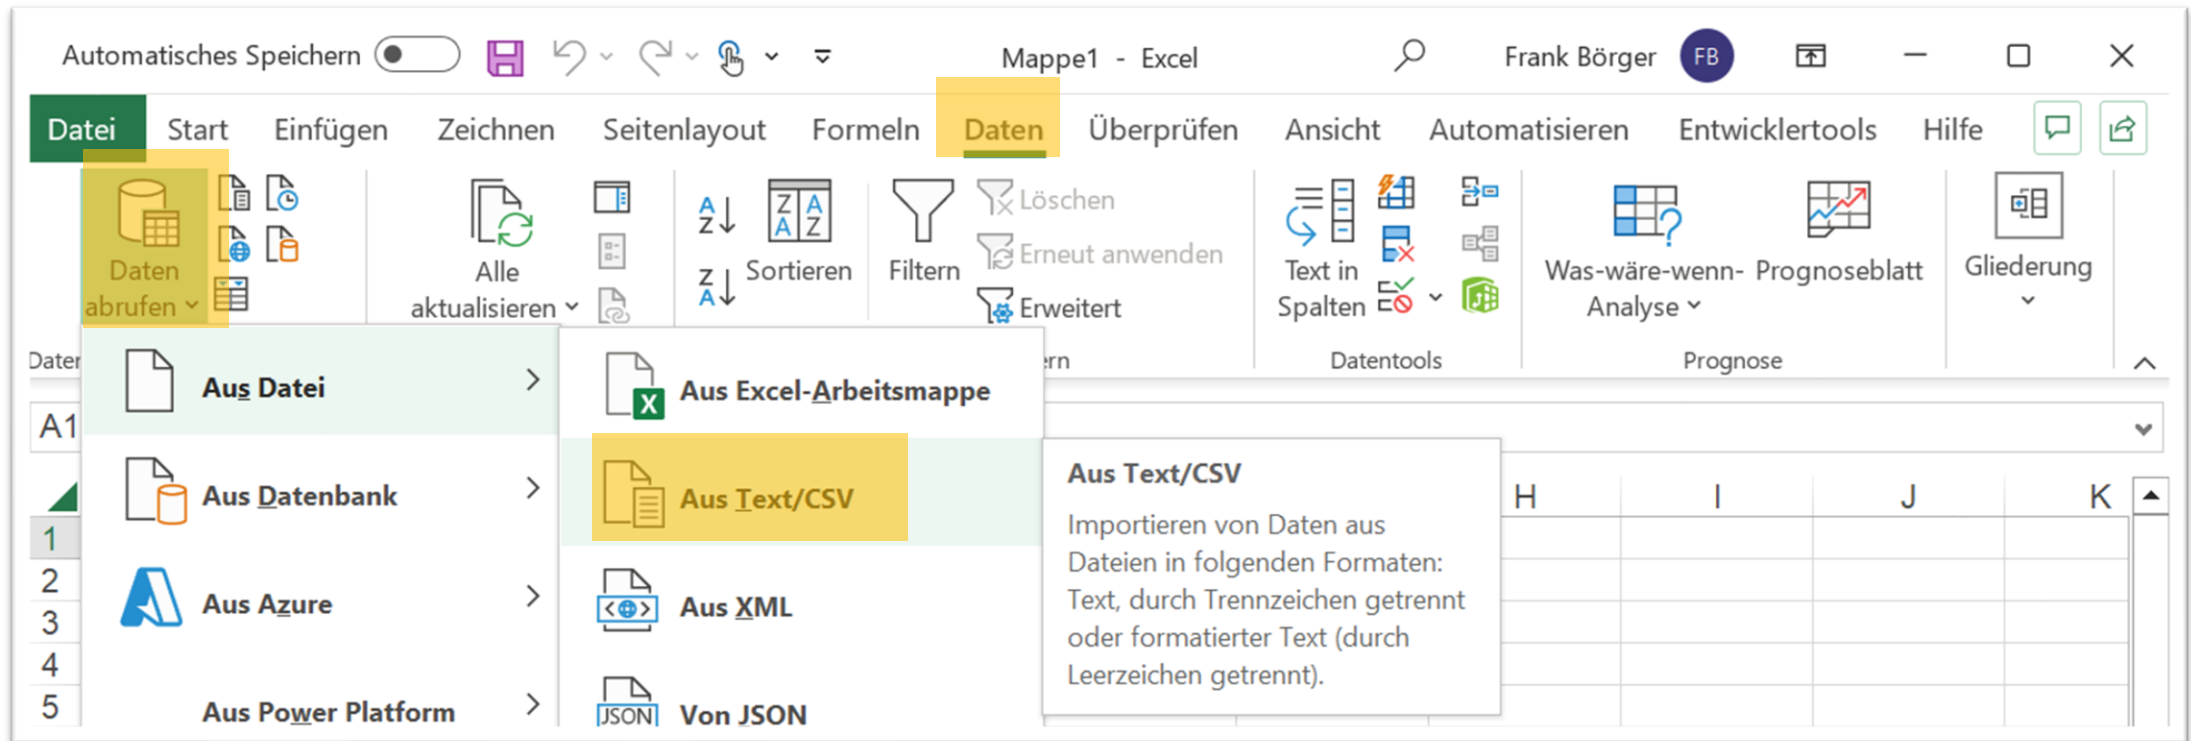 Automatisches Speichern
Mappe1 - Excel
Frank Börger
FB
Datei
Start
Einfügen
Zeichnen
Seitenlayout
Formeln
Daten
Überprüfen
Ansicht
Automatisieren
Entwicklertools
Hilfe
Daten
abrufen
Alle
aktualisieren
A
Z
Z
A
Z A
A Z
Sortieren
Filtern
Löschen
Erneut anwenden
Erweitert
Text in
Spalten
Was-wäre-wenn-
Analyse
Prognoseblatt
Gliederung
Daten
rn
Datentools
Prognose
A1
Aus Datei
Aus Datenbank
Aus Azure
Aus Power Platform
X
Aus Excel-Arbeitsmappe
Aus Text/CSV
Aus XML
JSON
Von JSON
Aus Text/CSV
Importieren von Daten aus
Dateien in folgenden Formaten:
Text, durch Trennzeichen getrennt
oder formatierter Text (durch
Leerzeichen getrennt).
H
I
J
K
1
2
3
4
5